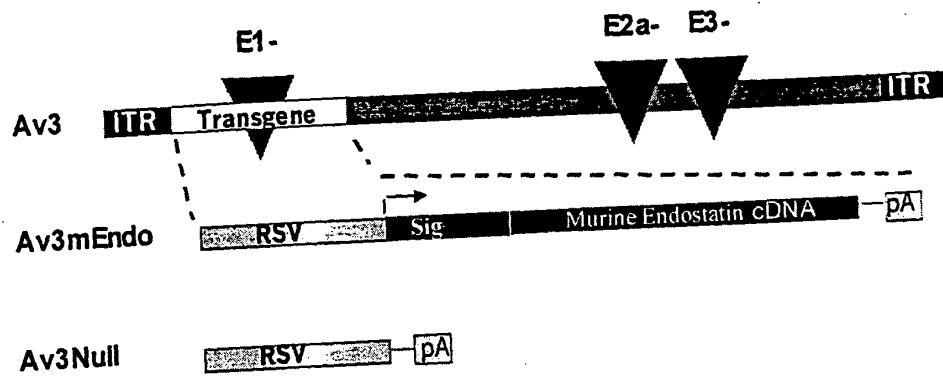 E1- E2a- E3-
Av3 ITR Transgene ITR
Av3mEndo RSV Sig Murine Endostatin cDNA pA
Av3Null RSV pA